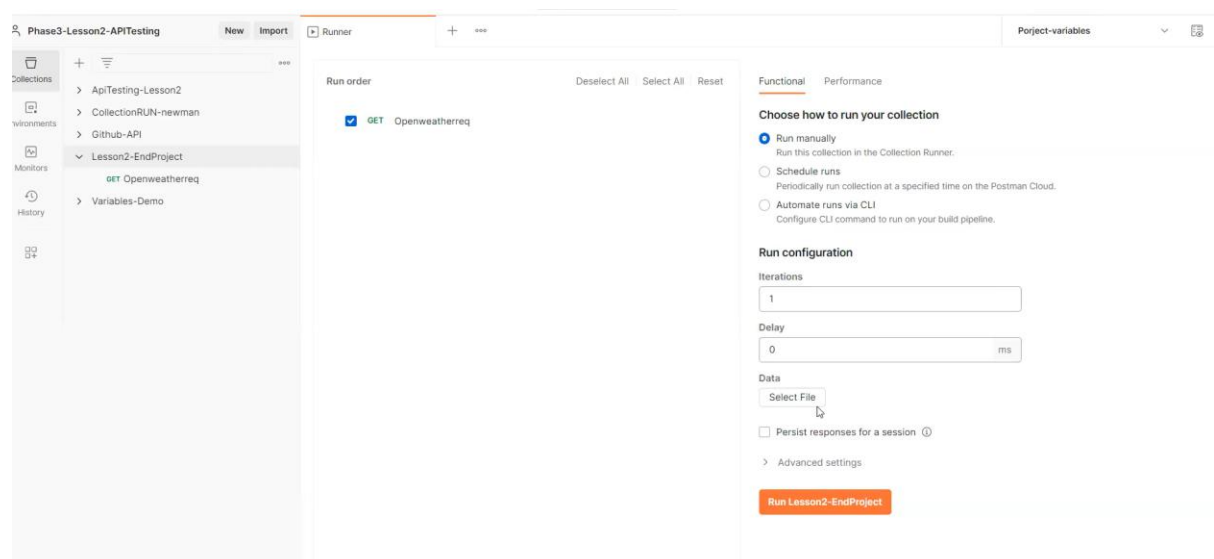 Phase3-Lesson2-APITesting New Import
Runner
Porject-variables
Collections
Monitors
History
ApiTesting-Lesson2
CollectionRUN-newman
Github-API
Lesson2-EndProject
GET Openweatherreq
Variables-Demo
Run order Deselect All Select All Reset
GET Openweatherreq
Functional Performance
Choose how to run your collection
Run manually
Run this collection in the Collection Runner.
Schedule runs
Periodically run collection at a specified time on the Postman Cloud.
Automate runs via CLI
Configure CLI command to run on your build pipeline.
Run configuration
Iterations
1
Delay
0 ms
Data
Select File
Persist responses for a session
Advanced settings
Run Lesson2-EndProject